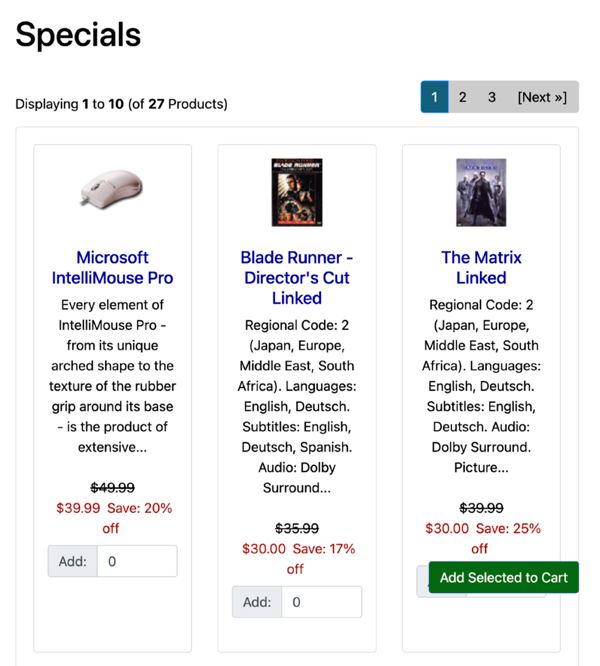 Specials
Displaying 1 to 10 (of 27 Products)
1 2 3 [Next »]
Microsoft
IntelliMouse Pro
Every element of
IntelliMouse Pro -
from its unique
arched shape to the
texture of the rubber
grip around its base
- is the product of
extensive...
$49.99
$39.99 Save: 20%
off
Add: 0
BLADE RUNNER
Blade Runner -
Director's Cut
Linked
Regional Code: 2
(Japan, Europe,
Middle East, South
Africa). Languages:
English, Deutsch.
Subtitles: English,
Deutsch, Spanish.
Audio: Dolby
Surround...
$35.99
$30.00 Save: 17%
off
Add: 0
The Matrix
Linked
Regional Code: 2
(Japan, Europe,
Middle East, South
Africa). Languages:
English, Deutsch.
Subtitles: English,
Deutsch. Audio:
Dolby Surround.
Picture...
$39.99
$30.00 Save: 25%
off
Add Selected to Cart